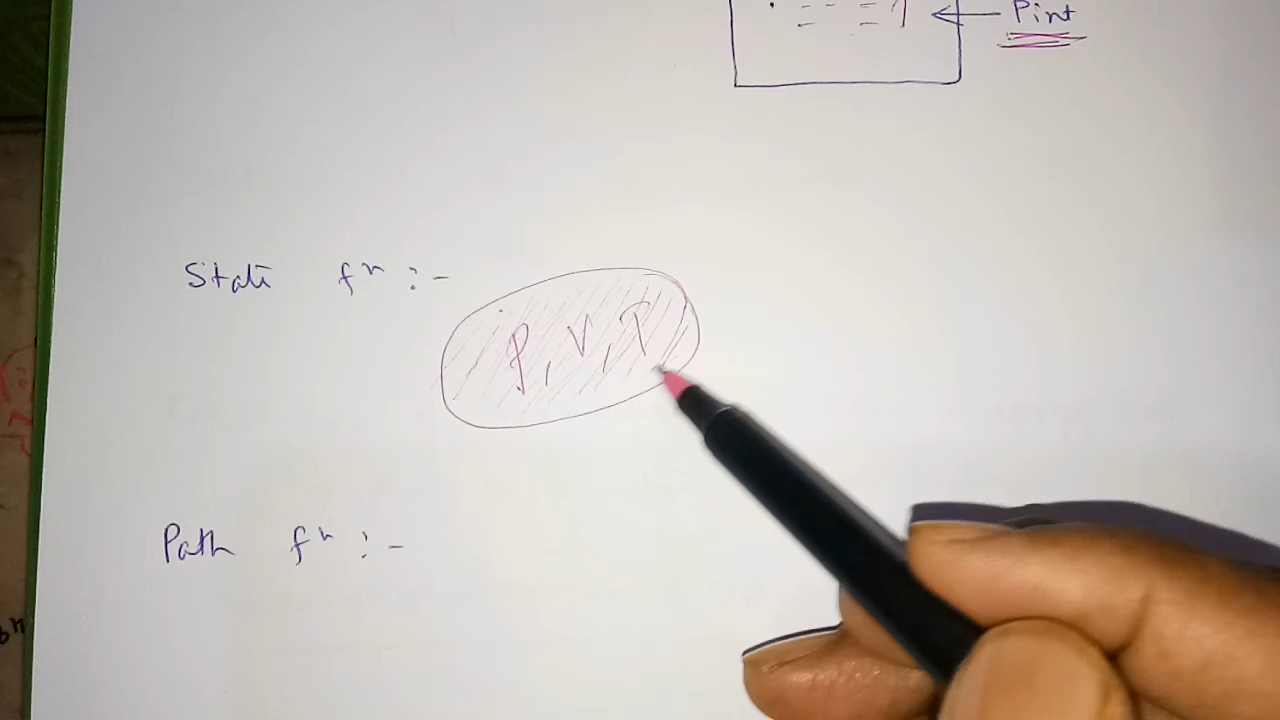 Pint
State fn :-
P, V, T
Path fn :-